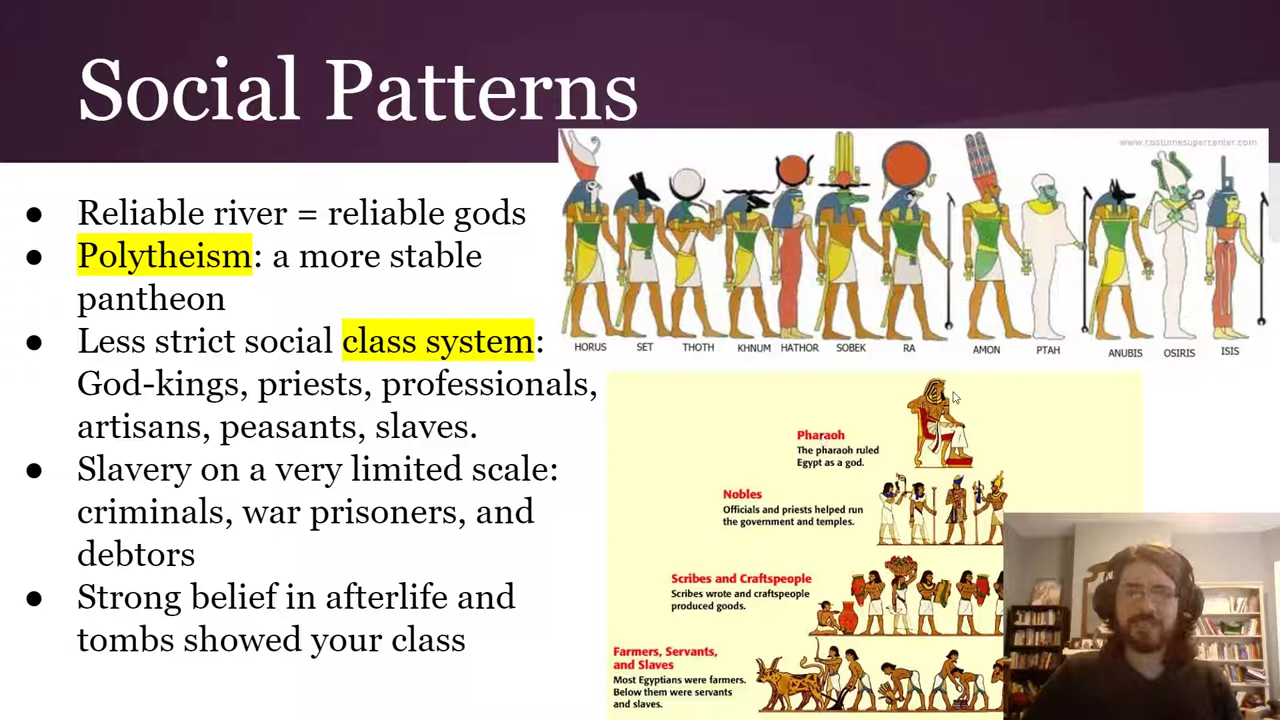 Social Patterns
www.costumesupercenter.com
● Reliable river = reliable gods
● Polytheism: a more stable
pantheon
● Less strict social class system:
God-kings, priests, professionals,
artisans, peasants, slaves.
● Slavery on a very limited scale:
criminals, war prisoners, and
debtors
● Strong belief in afterlife and
tombs showed your class
HORUS SET THOTH KHNUM HATHOR SOBEK RA AMON PTAH ANUBIS OSIRIS ISIS
Pharaoh
The pharaoh ruled
Egypt as a god.
Nobles
Officials and priests helped run
the government and temples.
Scribes and Craftspeople
Scribes wrote and craftspeople
produced goods.
Farmers, Servants,
and Slaves
Most Egyptians were farmers.
Below them were servants
and slaves.